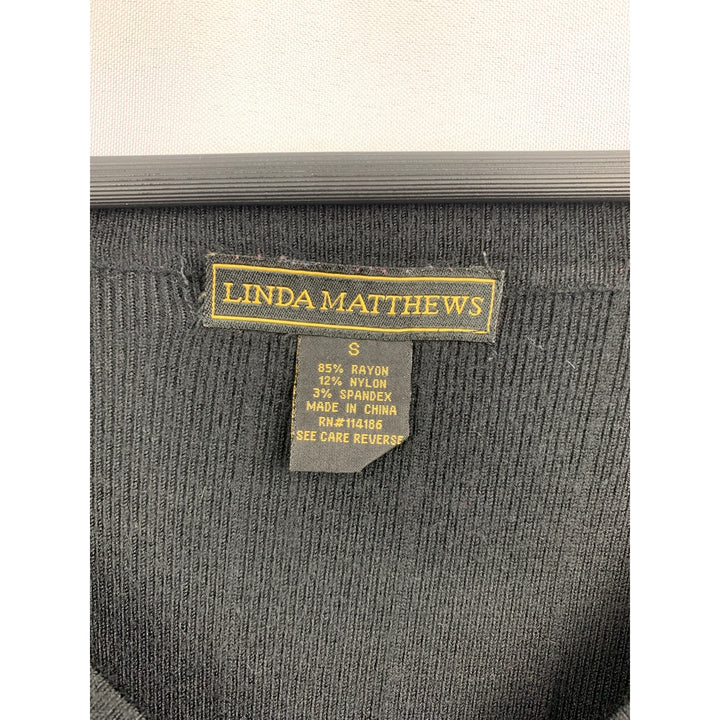 LINDA MATTHEWS
S
85% RAYON
12% NYLON
3% SPANDEX
MADE IN CHINA
RN#114186
SEE CARE REVERSE